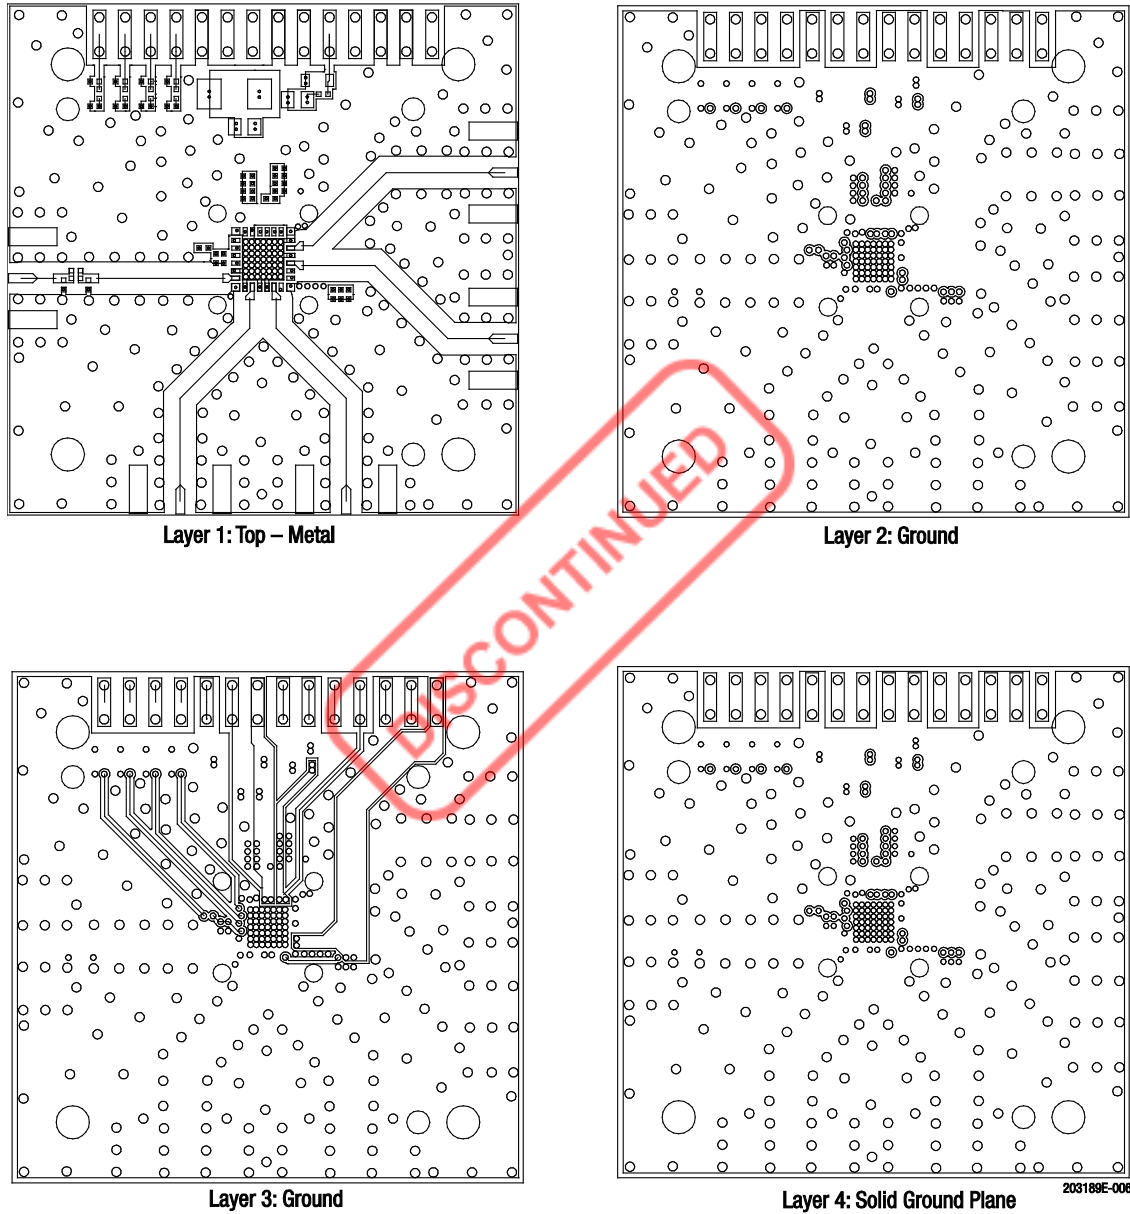 Layer 1: Top – Metal
Layer 2: Ground
DISCONTINUED
Layer 3: Ground
Layer 4: Solid Ground Plane
203189E-006